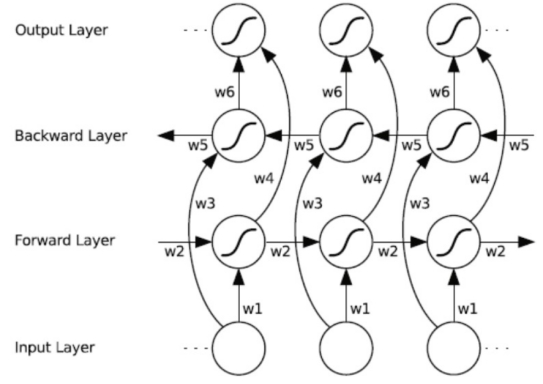 Output Layer
w6 w6 w6
Backward Layer
w5 w5 w5 w5
w4 w4 w4
w3 w3 w3
Forward Layer
w2 w2 w2 w2
w1 w1 w1
Input Layer